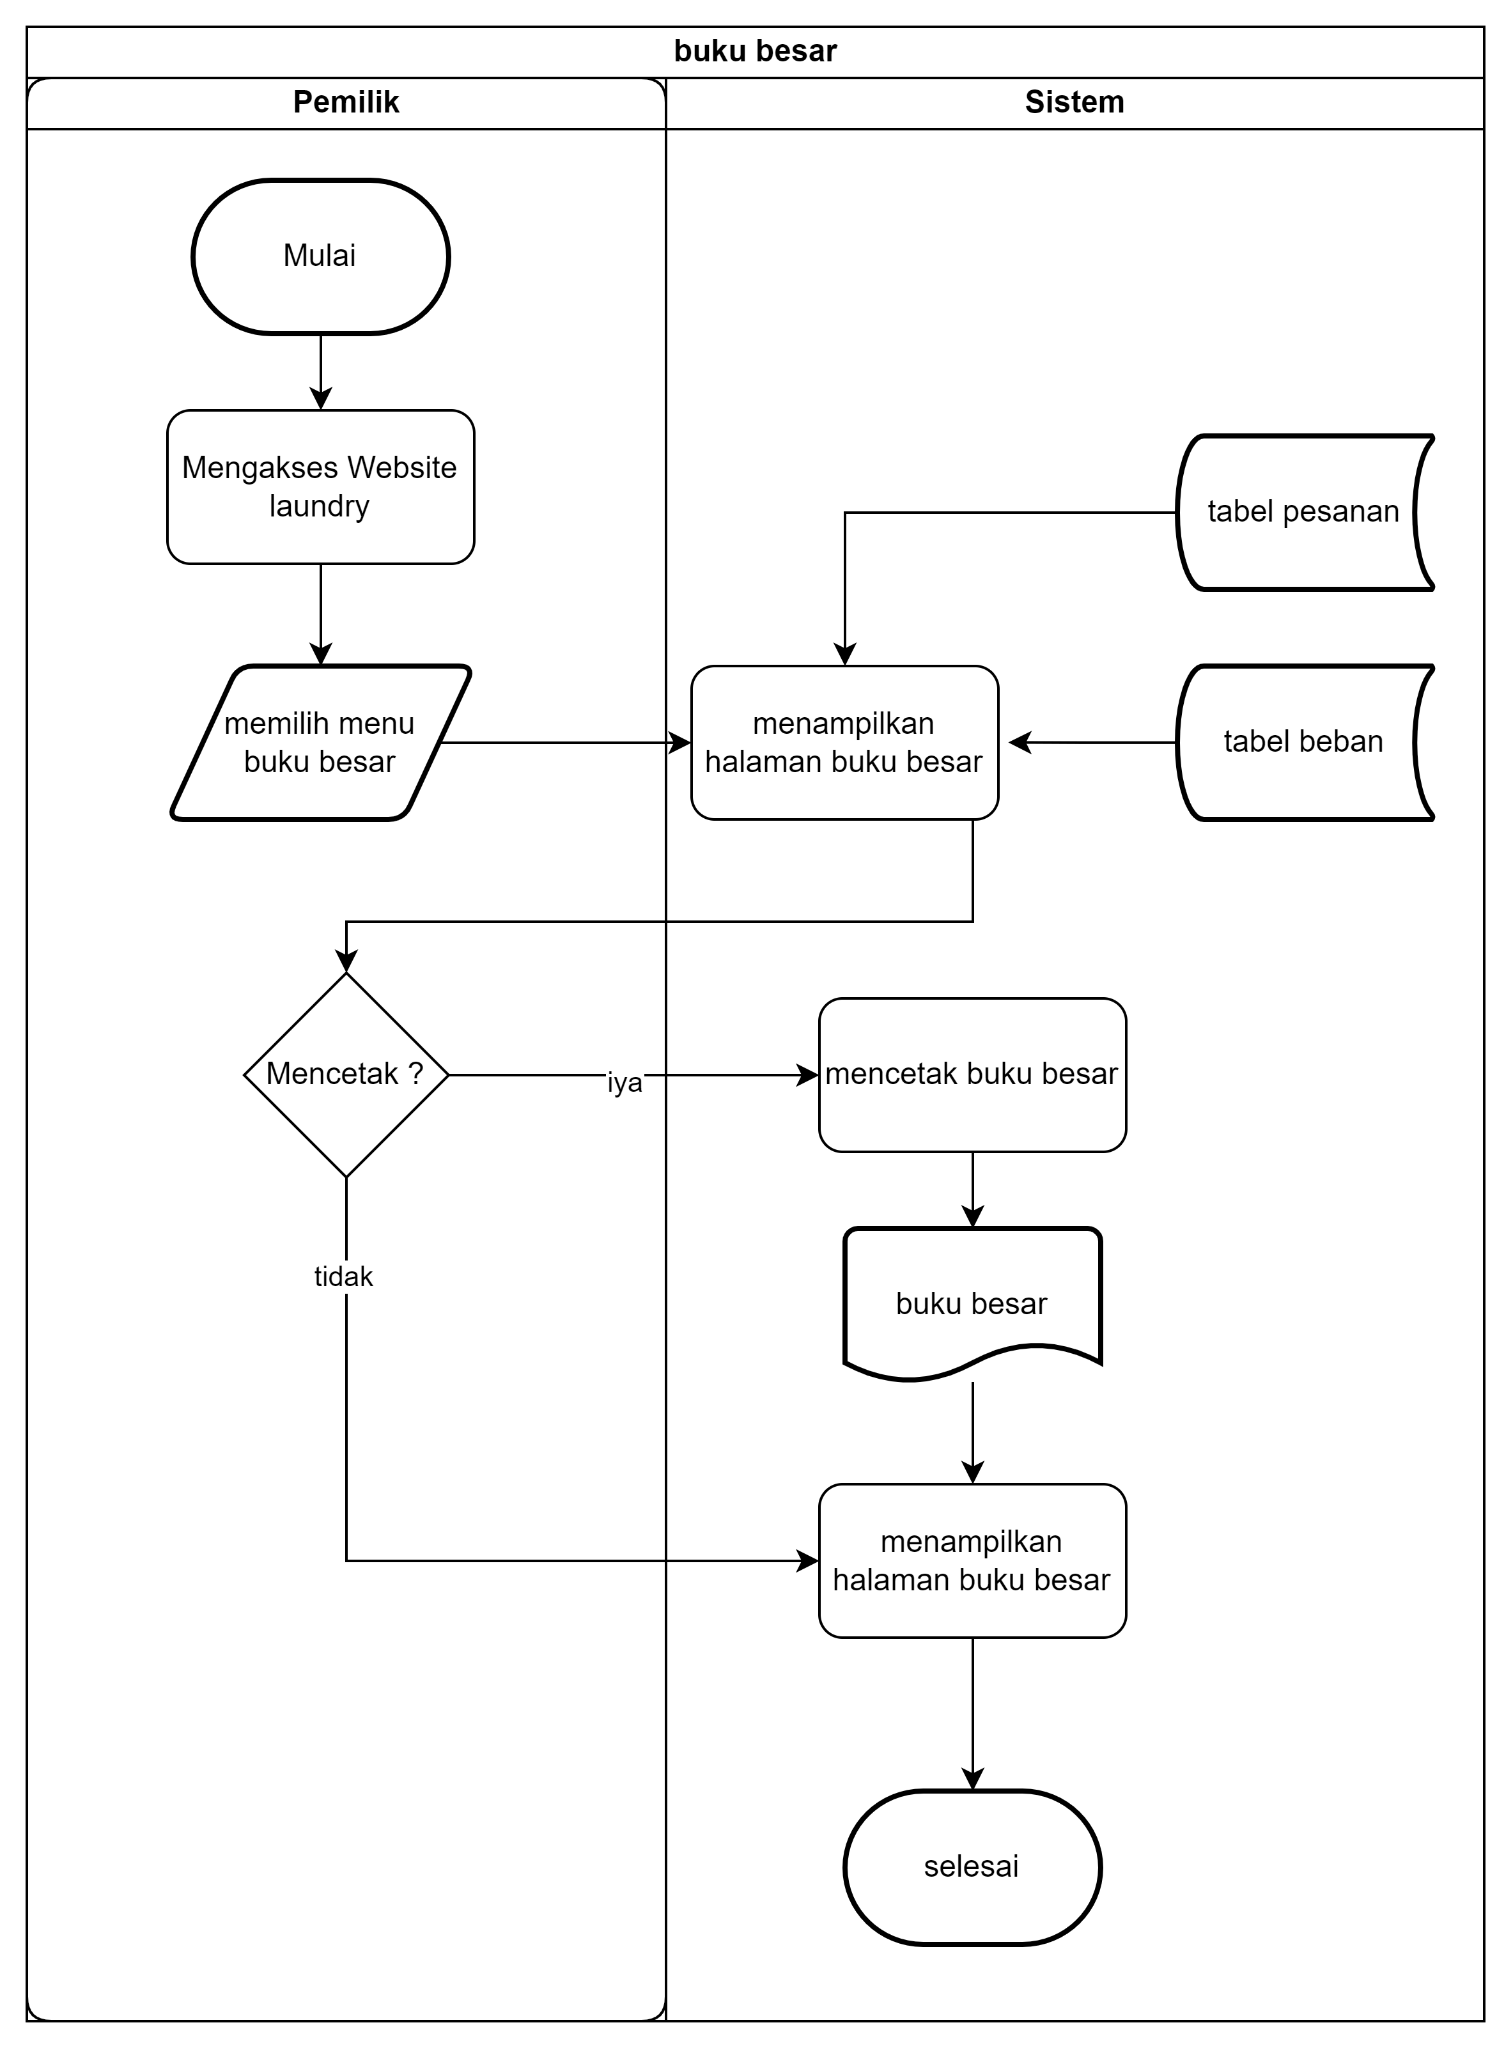 buku besar
Pemilik
Sistem
Mulai
Mengakses Website
laundry
tabel pesanan
memilih menu
buku besar
menampilkan
halaman buku besar
tabel beban
Mencetak ?
iya
mencetak buku besar
tidak
buku besar
menampilkan
halaman buku besar
selesai